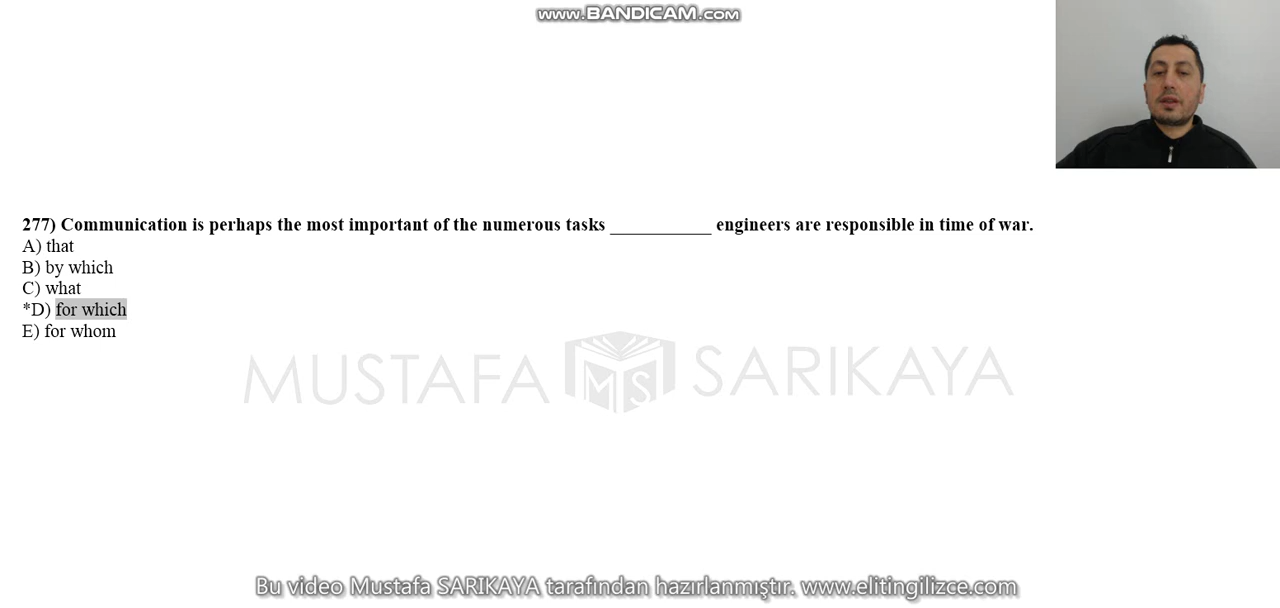 www.BANDICAM.com
277) Communication is perhaps the most important of the numerous tasks ___________ engineers are responsible in time of war.
A) that
B) by which
C) what
*D) for which
E) for whom
MUSTAFA MS SARIKAYA
Bu video Mustafa SARIKAYA tarafından hazırlanmıştır. www.elitingilizce.com